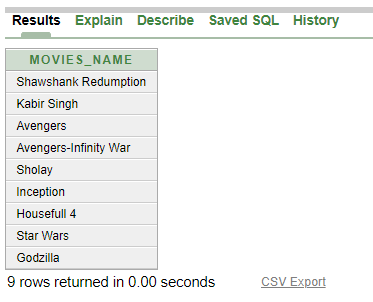 Results Explain Describe Saved SQL History
MOVIES_NAME
Shawshank Redumption
Kabir Singh
Avengers
Avengers-Infinity War
Sholay
Inception
Housefull 4
Star Wars
Godzilla
9 rows returned in 0.00 seconds CSV Export